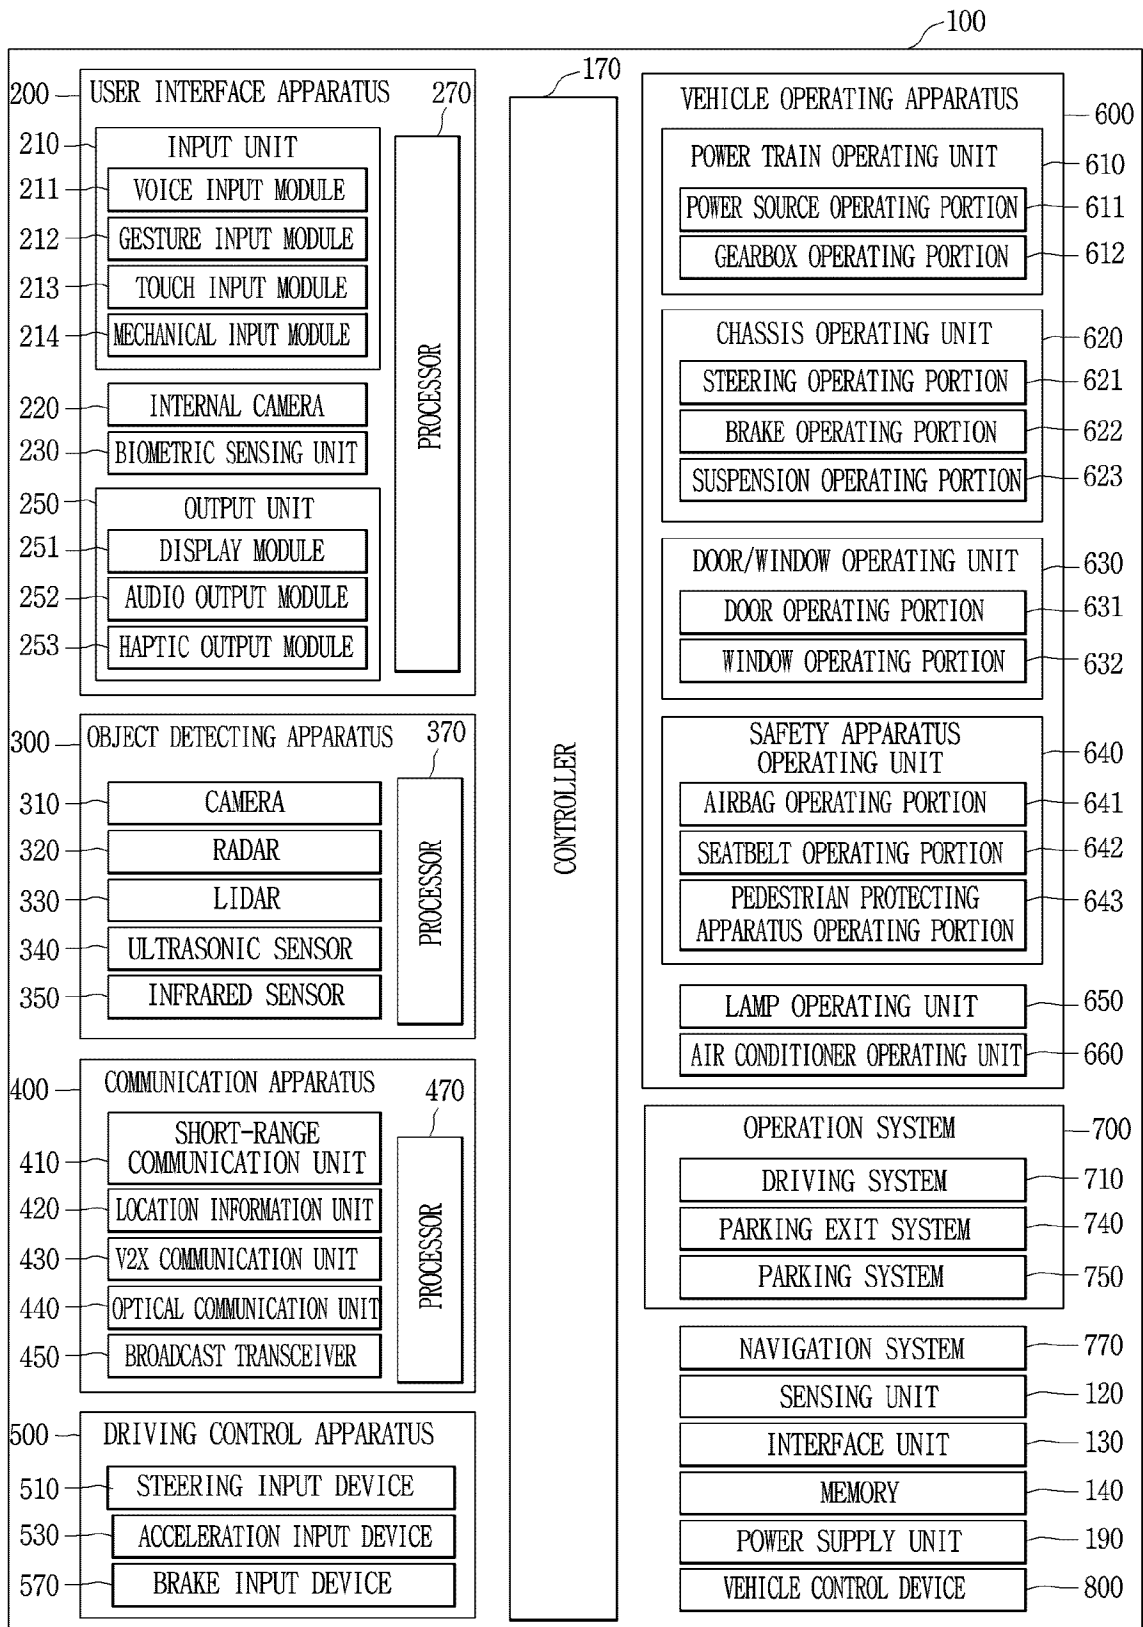 100
200
USER INTERFACE APPARATUS
270
210
INPUT UNIT
211
VOICE INPUT MODULE
212
GESTURE INPUT MODULE
213
TOUCH INPUT MODULE
214
MECHANICAL INPUT MODULE
220
INTERNAL CAMERA
230
BIOMETRIC SENSING UNIT
250
OUTPUT UNIT
251
DISPLAY MODULE
252
AUDIO OUTPUT MODULE
253
HAPTIC OUTPUT MODULE
PROCESSOR
300
OBJECT DETECTING APPARATUS
370
310
CAMERA
320
RADAR
330
LIDAR
340
ULTRASONIC SENSOR
350
INFRARED SENSOR
PROCESSOR
400
COMMUNICATION APPARATUS
470
410
SHORT-RANGE
COMMUNICATION UNIT
420
LOCATION INFORMATION UNIT
430
V2X COMMUNICATION UNIT
440
OPTICAL COMMUNICATION UNIT
450
BROADCAST TRANSCEIVER
PROCESSOR
500
DRIVING CONTROL APPARATUS
510
STEERING INPUT DEVICE
530
ACCELERATION INPUT DEVICE
570
BRAKE INPUT DEVICE
170
CONTROLLER
VEHICLE OPERATING APPARATUS
600
POWER TRAIN OPERATING UNIT
610
POWER SOURCE OPERATING PORTION
611
GEARBOX OPERATING PORTION
612
CHASSIS OPERATING UNIT
620
STEERING OPERATING PORTION
621
BRAKE OPERATING PORTION
622
SUSPENSION OPERATING PORTION
623
DOOR/WINDOW OPERATING UNIT
630
DOOR OPERATING PORTION
631
WINDOW OPERATING PORTION
632
SAFETY APPARATUS
OPERATING UNIT
640
AIRBAG OPERATING PORTION
641
SEATBELT OPERATING PORTION
642
PEDESTRIAN PROTECTING
APPARATUS OPERATING PORTION
643
LAMP OPERATING UNIT
650
AIR CONDITIONER OPERATING UNIT
660
OPERATION SYSTEM
700
DRIVING SYSTEM
710
PARKING EXIT SYSTEM
740
PARKING SYSTEM
750
NAVIGATION SYSTEM
770
SENSING UNIT
120
INTERFACE UNIT
130
MEMORY
140
POWER SUPPLY UNIT
190
VEHICLE CONTROL DEVICE
800